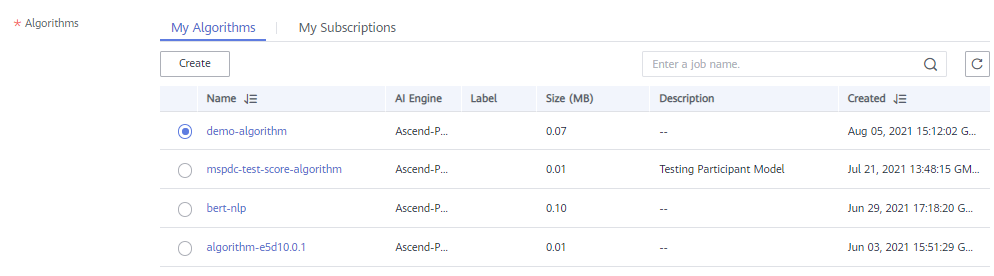 * Algorithms
My Algorithms | My Subscriptions
Create
Enter a job name.
Name AI Engine Label Size (MB) Description Created
demo-algorithm Ascend-P... 0.07 -- Aug 05, 2021 15:12:02 G...
mspdc-test-score-algorithm Ascend-P... 0.01 Testing Participant Model Jul 21, 2021 13:48:15 GM...
bert-nlp Ascend-P... 0.10 -- Jun 29, 2021 17:18:20 G...
algorithm-e5d10.0.1 Ascend-P... 0.01 -- Jun 03, 2021 15:51:29 G...